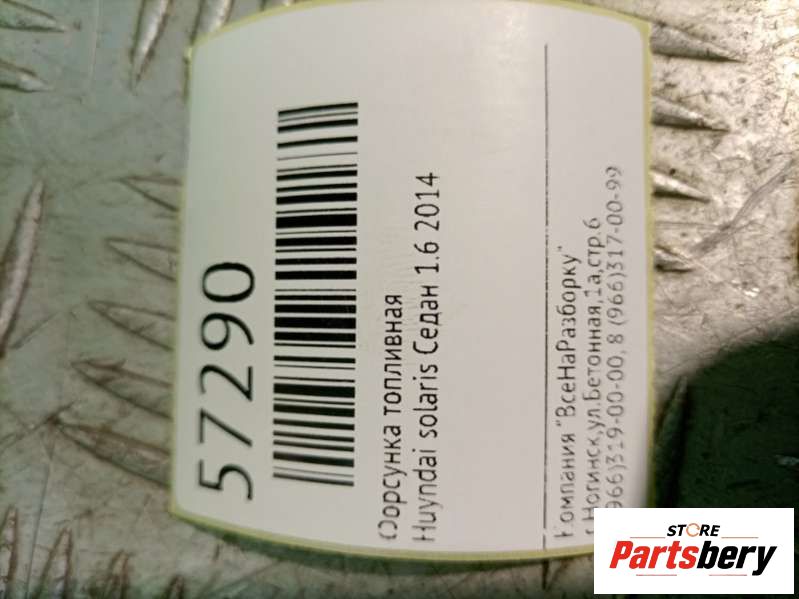 57290
Форсунка топливная
Huyndai solaris Седан 1.6 2014
Компания "ВсеНаРазборку"
г.Ногинск,ул.Бетонная,1а,стр.6
(966)319-00-00, 8 (966)317-00-99
STORE
Partsbery